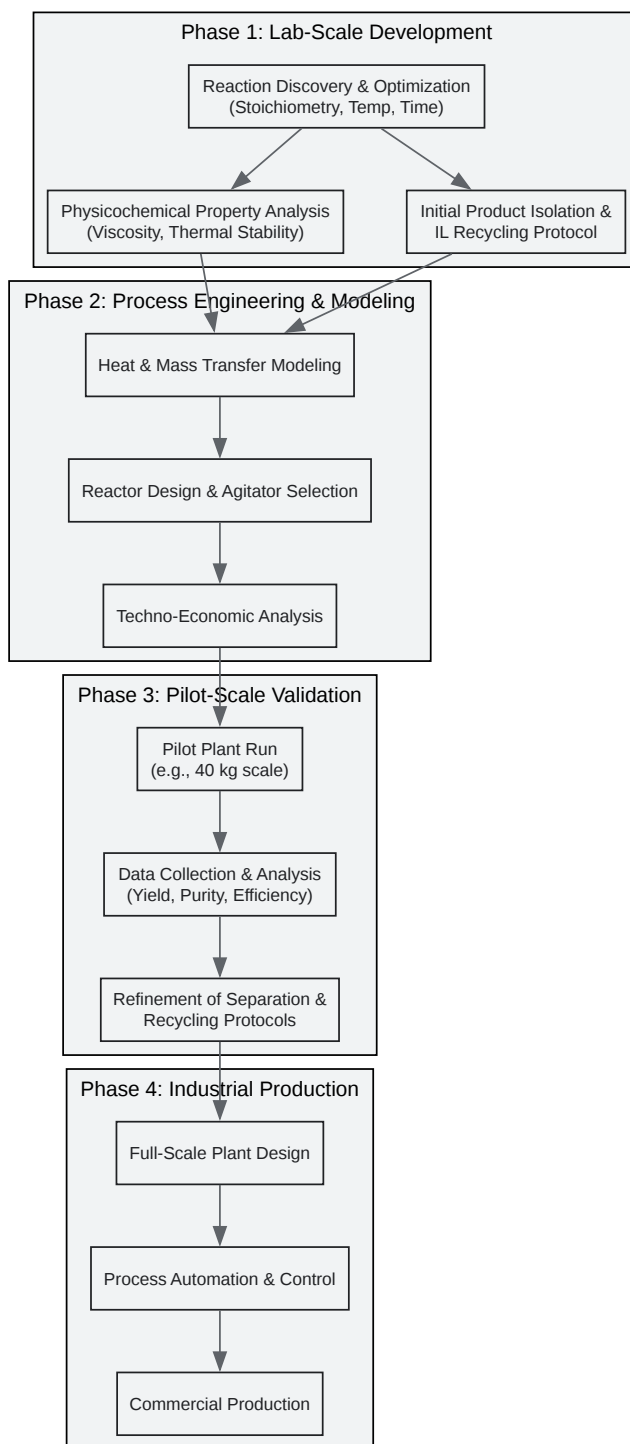 Phase 1: Lab-Scale Development
Reaction Discovery & Optimization
(Stoichiometry, Temp, Time)
Physicochemical Property Analysis
(Viscosity, Thermal Stability)
Initial Product Isolation &
IL Recycling Protocol
Phase 2: Process Engineering & Modeling
Heat & Mass Transfer Modeling
Reactor Design & Agitator Selection
Techno-Economic Analysis
Phase 3: Pilot-Scale Validation
Pilot Plant Run
(e.g., 40 kg scale)
Data Collection & Analysis
(Yield, Purity, Efficiency)
Refinement of Separation &
Recycling Protocols
Phase 4: Industrial Production
Full-Scale Plant Design
Process Automation & Control
Commercial Production